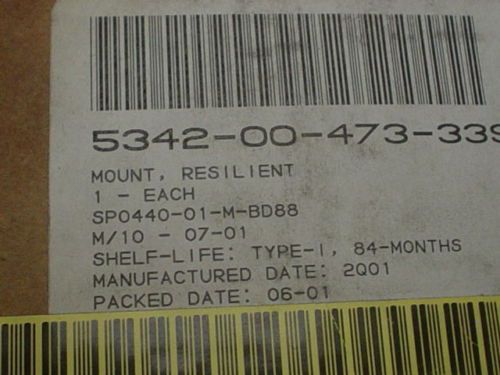 5342-00-473-339
MOUNT, RESILIENT
1 - EACH
SP0440-01-M-BD88
M/10 - 07-01
SHELF-LIFE: TYPE-I, 84-MONTHS
MANUFACTURED DATE: 2Q01
PACKED DATE: 06-01